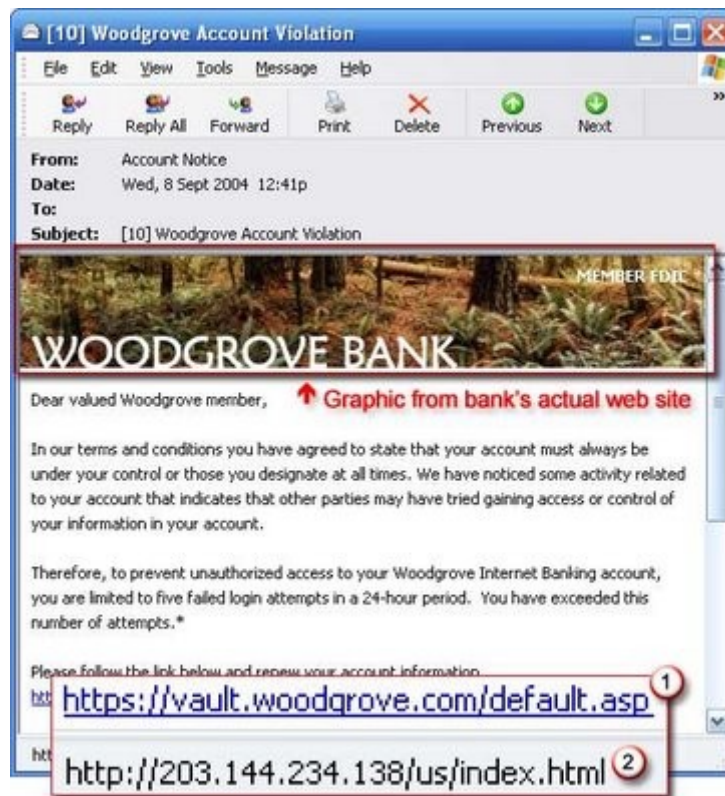 [10] Woodgrove Account Violation
File Edit View Tools Message Help
Reply Reply All Forward Print Delete Previous Next
From: Account Notice
Date: Wed, 8 Sept 2004 12:41p
To:
Subject: [10] Woodgrove Account Violation
MEMBER FDIC
WOODGROVE BANK
Dear valued Woodgrove member,
Graphic from bank's actual web site
In our terms and conditions you have agreed to state that your account must always be
under your control or those you designate at all times. We have noticed some activity related
to your account that indicates that other parties may have tried gaining access or control of
your information in your account.
Therefore, to prevent unauthorized access to your Woodgrove Internet Banking account,
you are limited to five failed login attempts in a 24-hour period. You have exceeded this
number of attempts.*
Please follow the link below and renew your account information
htt
https://vault.woodgrove.com/default.asp 1
htt
http://203.144.234.138/us/index.html 2